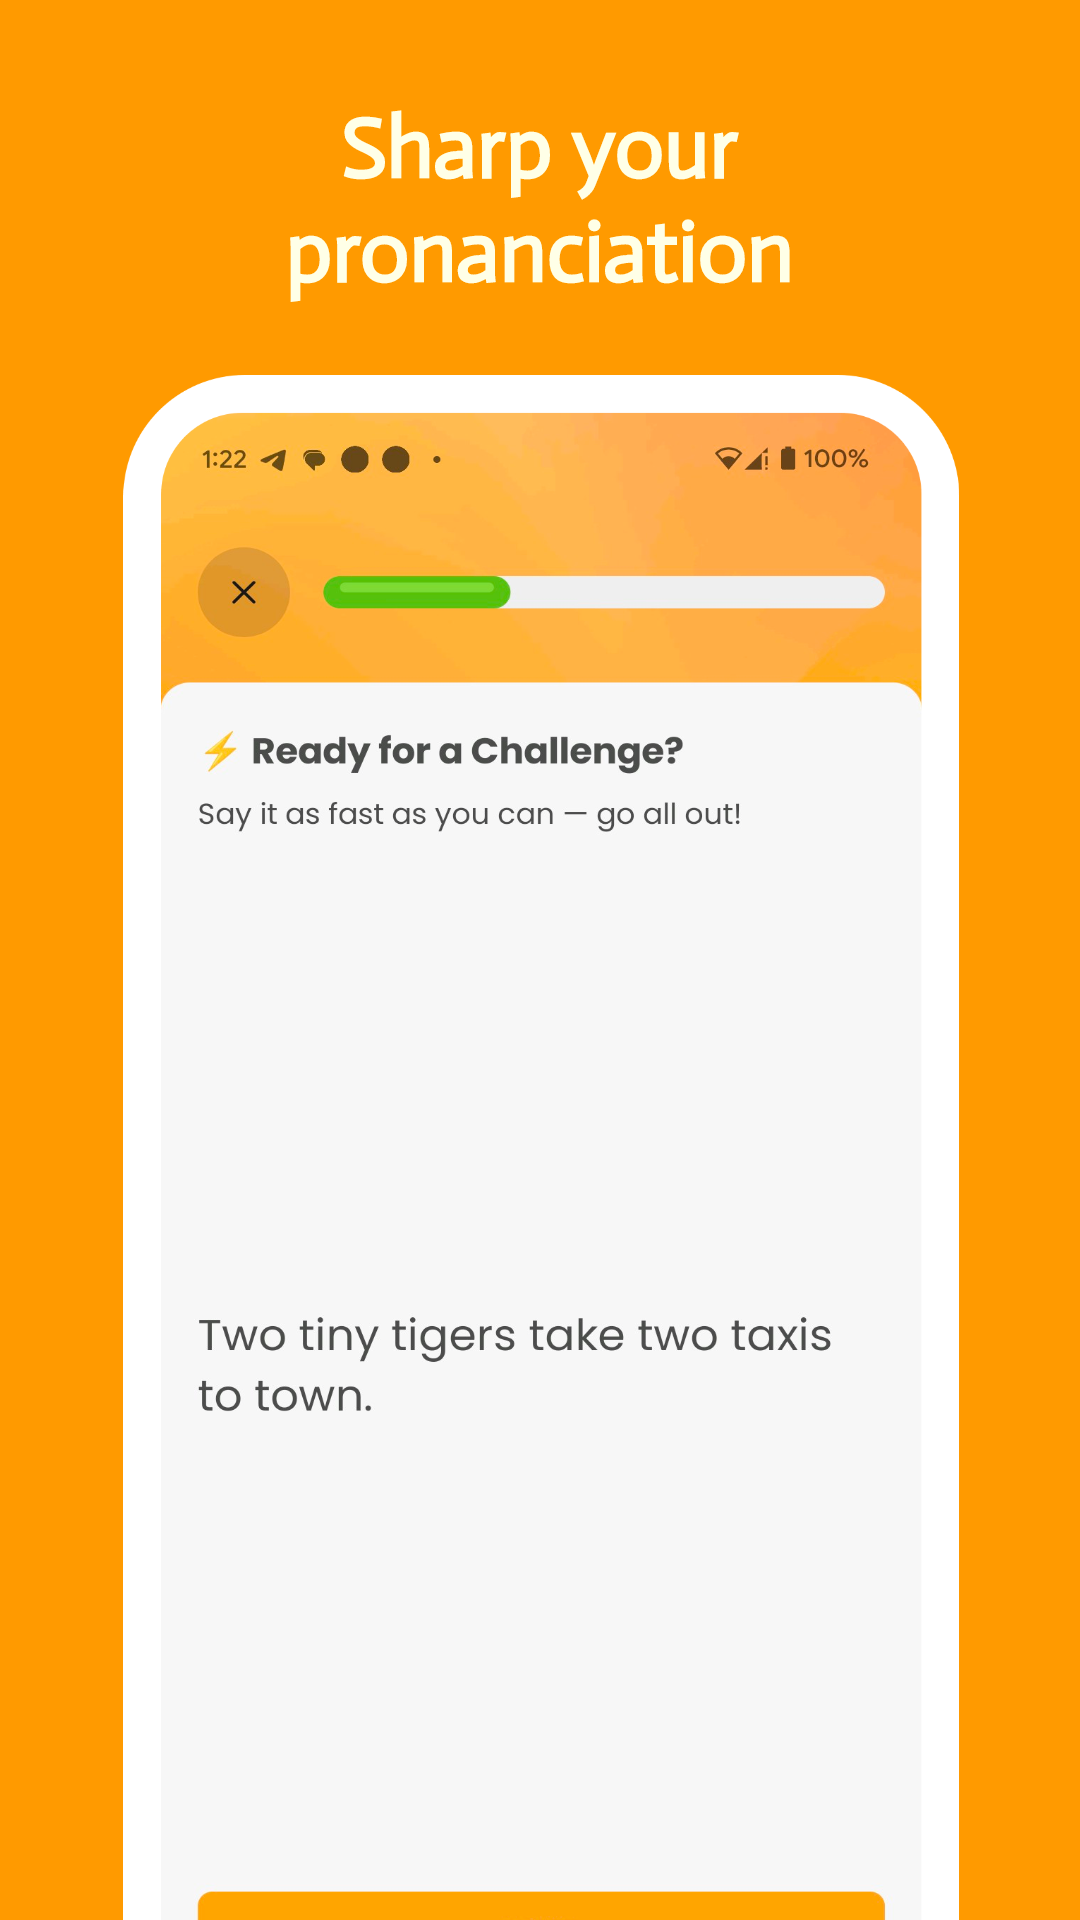 Sharp your
pronanciation
1:22
100%
⚡ Ready for a Challenge?
Say it as fast as you can — go all out!
Two tiny tigers take two taxis
to town.